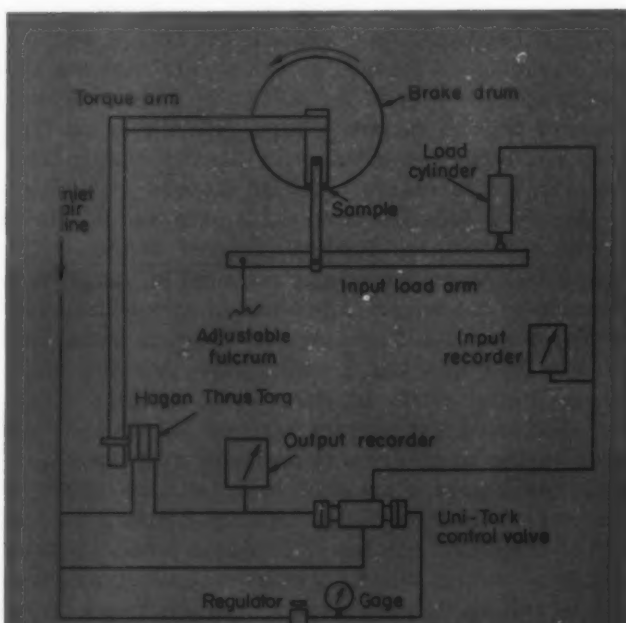 Torque arm
Brake drum
Load
cylinder
Inlet
air
line
Sample
Input load arm
Adjustable
fulcrum
Input
recorder
Hagan Thrus Torq
Output recorder
Uni-Tork
control valve
Regulator
Gage